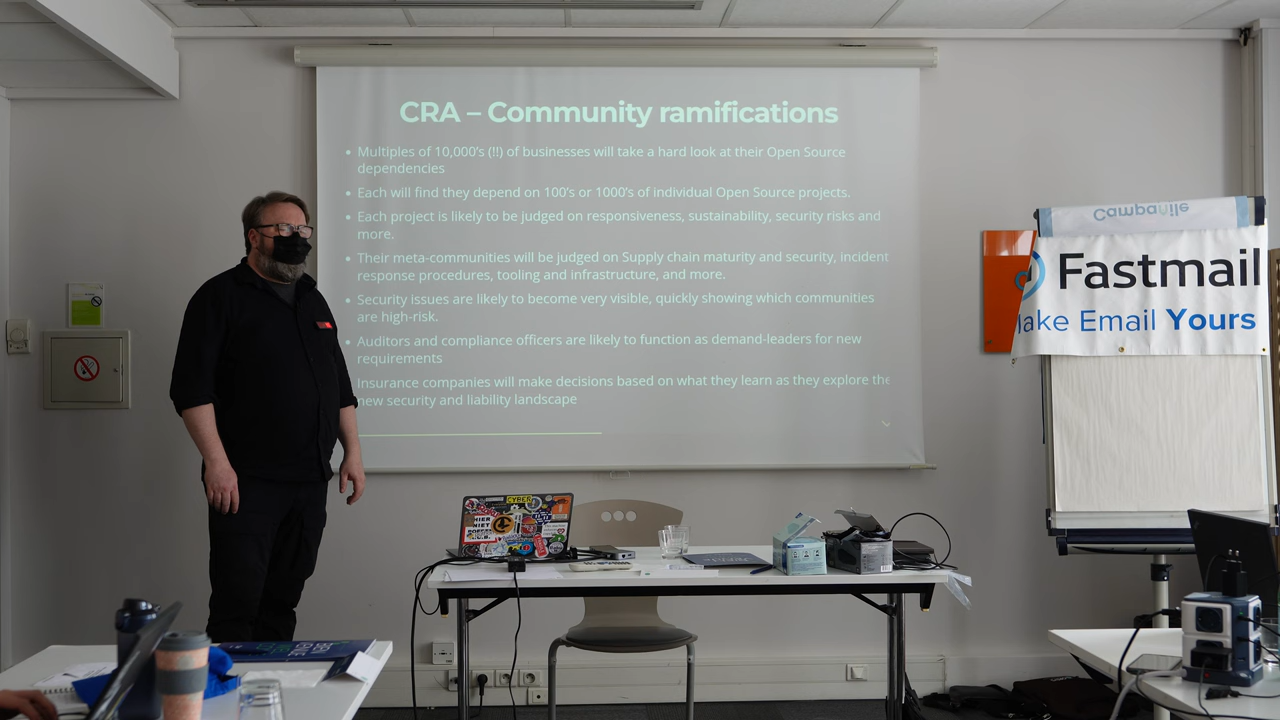 CRA – Community ramifications
• Multiples of 10,000's (!!) of businesses will take a hard look at their Open Source
dependencies
• Each will find they depend on 100's or 1000's of individual Open Source projects.
• Each project is likely to be judged on responsiveness, sustainability, security risks and
more.
• Their meta-communities will be judged on Supply chain maturity and security, incident
response procedures, tooling and infrastructure, and more.
• Security issues are likely to become very visible, quickly showing which communities
are high-risk.
• Auditors and compliance officers are likely to function as demand-leaders for new
requirements
Insurance companies will make decisions based on what they learn as they explore the
new security and liability landscape
Campanile
Fastmail
ake Email Yours
CYBER
HIER
NIET